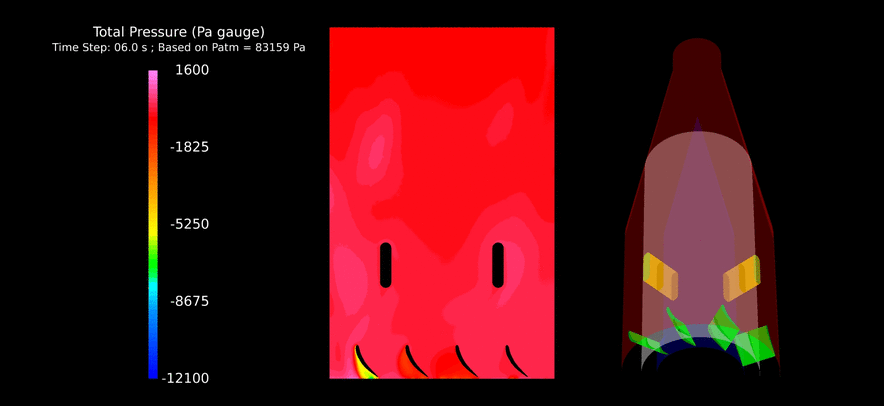 Total Pressure (Pa gauge)
Time Step: 06.0 s ; Based on Patm = 83159 Pa
1600
-1825
-5250
-8675
-12100